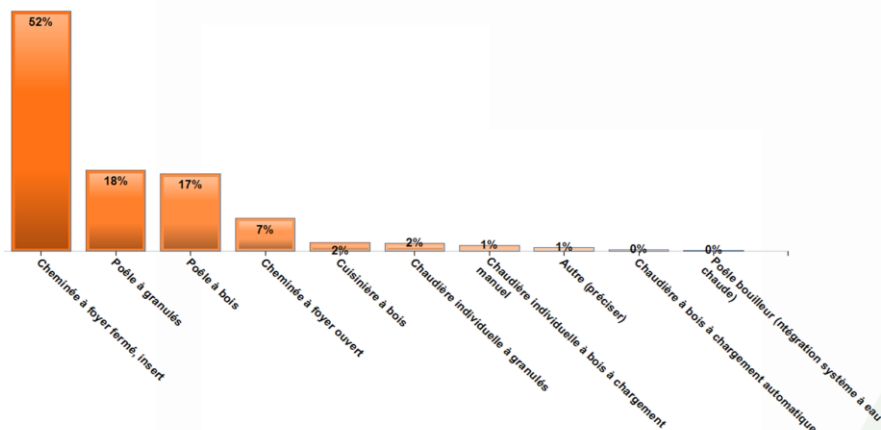 52%
18%
17%
7%
2%
2%
1%
1%
0%
0%
Cheminée à foyer fermé, insert
Poêle à granulés
Poêle à bois
Cheminée à foyer ouvert
Cuisinière à bois
Chaudière individuelle à granulés
Chaudière individuelle à bois à chargement
manuel
Autre (préciser)
Chaudière à bois à chargement automatique
Poêle bouilleur (ntégration système à eau
chaude)